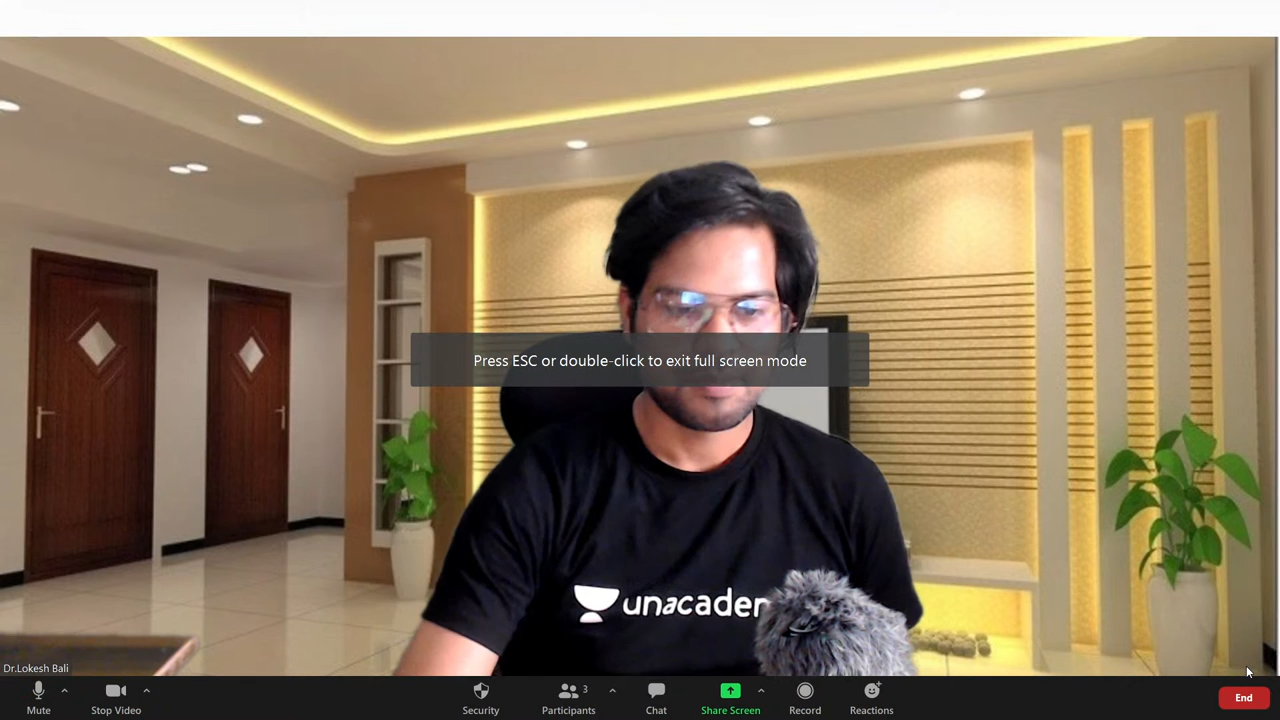 Press ESC or double-click to exit full screen mode
unacadem
Dr.Lokesh Bali
Mute
Stop Video
Security
3
Participants
Chat
Share Screen
Record
Reactions
End